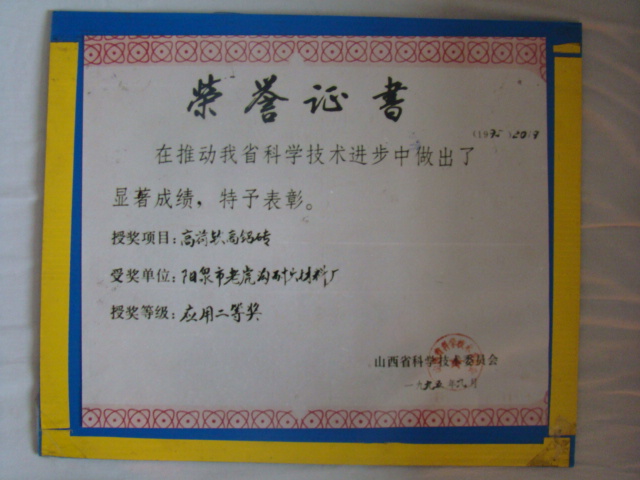 荣誉证书
(1995)2019
在推动我省科学技术进步中做出了
显著成绩，特予表彰。
授奖项目：高荷软高铝砖
受奖单位：阳泉市老虎沟耐火材料厂
授奖等级：应用二等奖
山西省科学技术委员会
一九九五年六月